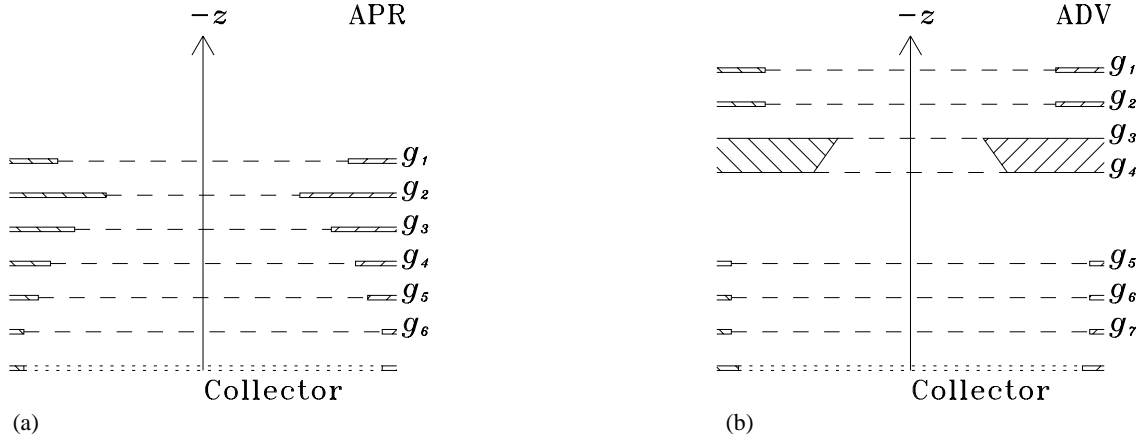 -z APR
g₁
g₂
g₃
g₄
g₅
g₆
Collector
(a)
-z ADV
g₁
g₂
g₃
g₄
g₅
g₆
g₇
Collector
(b)